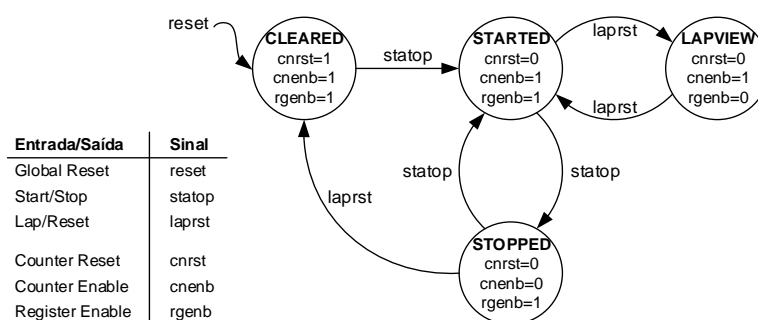 reset
CLEARED
cnrst=1
cnenb=1
rgenb=1
statop
STARTED
cnrst=0
cnenb=1
rgenb=1
laprst
laprst
LAPVIEW
cnrst=0
cnenb=1
rgenb=0
statop
statop
laprst
STOPPED
cnrst=0
cnenb=0
rgenb=1
Entrada/Saída Sinal
Global Reset reset
Start/Stop statop
Lap/Reset laprst
Counter Reset cnrst
Counter Enable cnenb
Register Enable rgenb